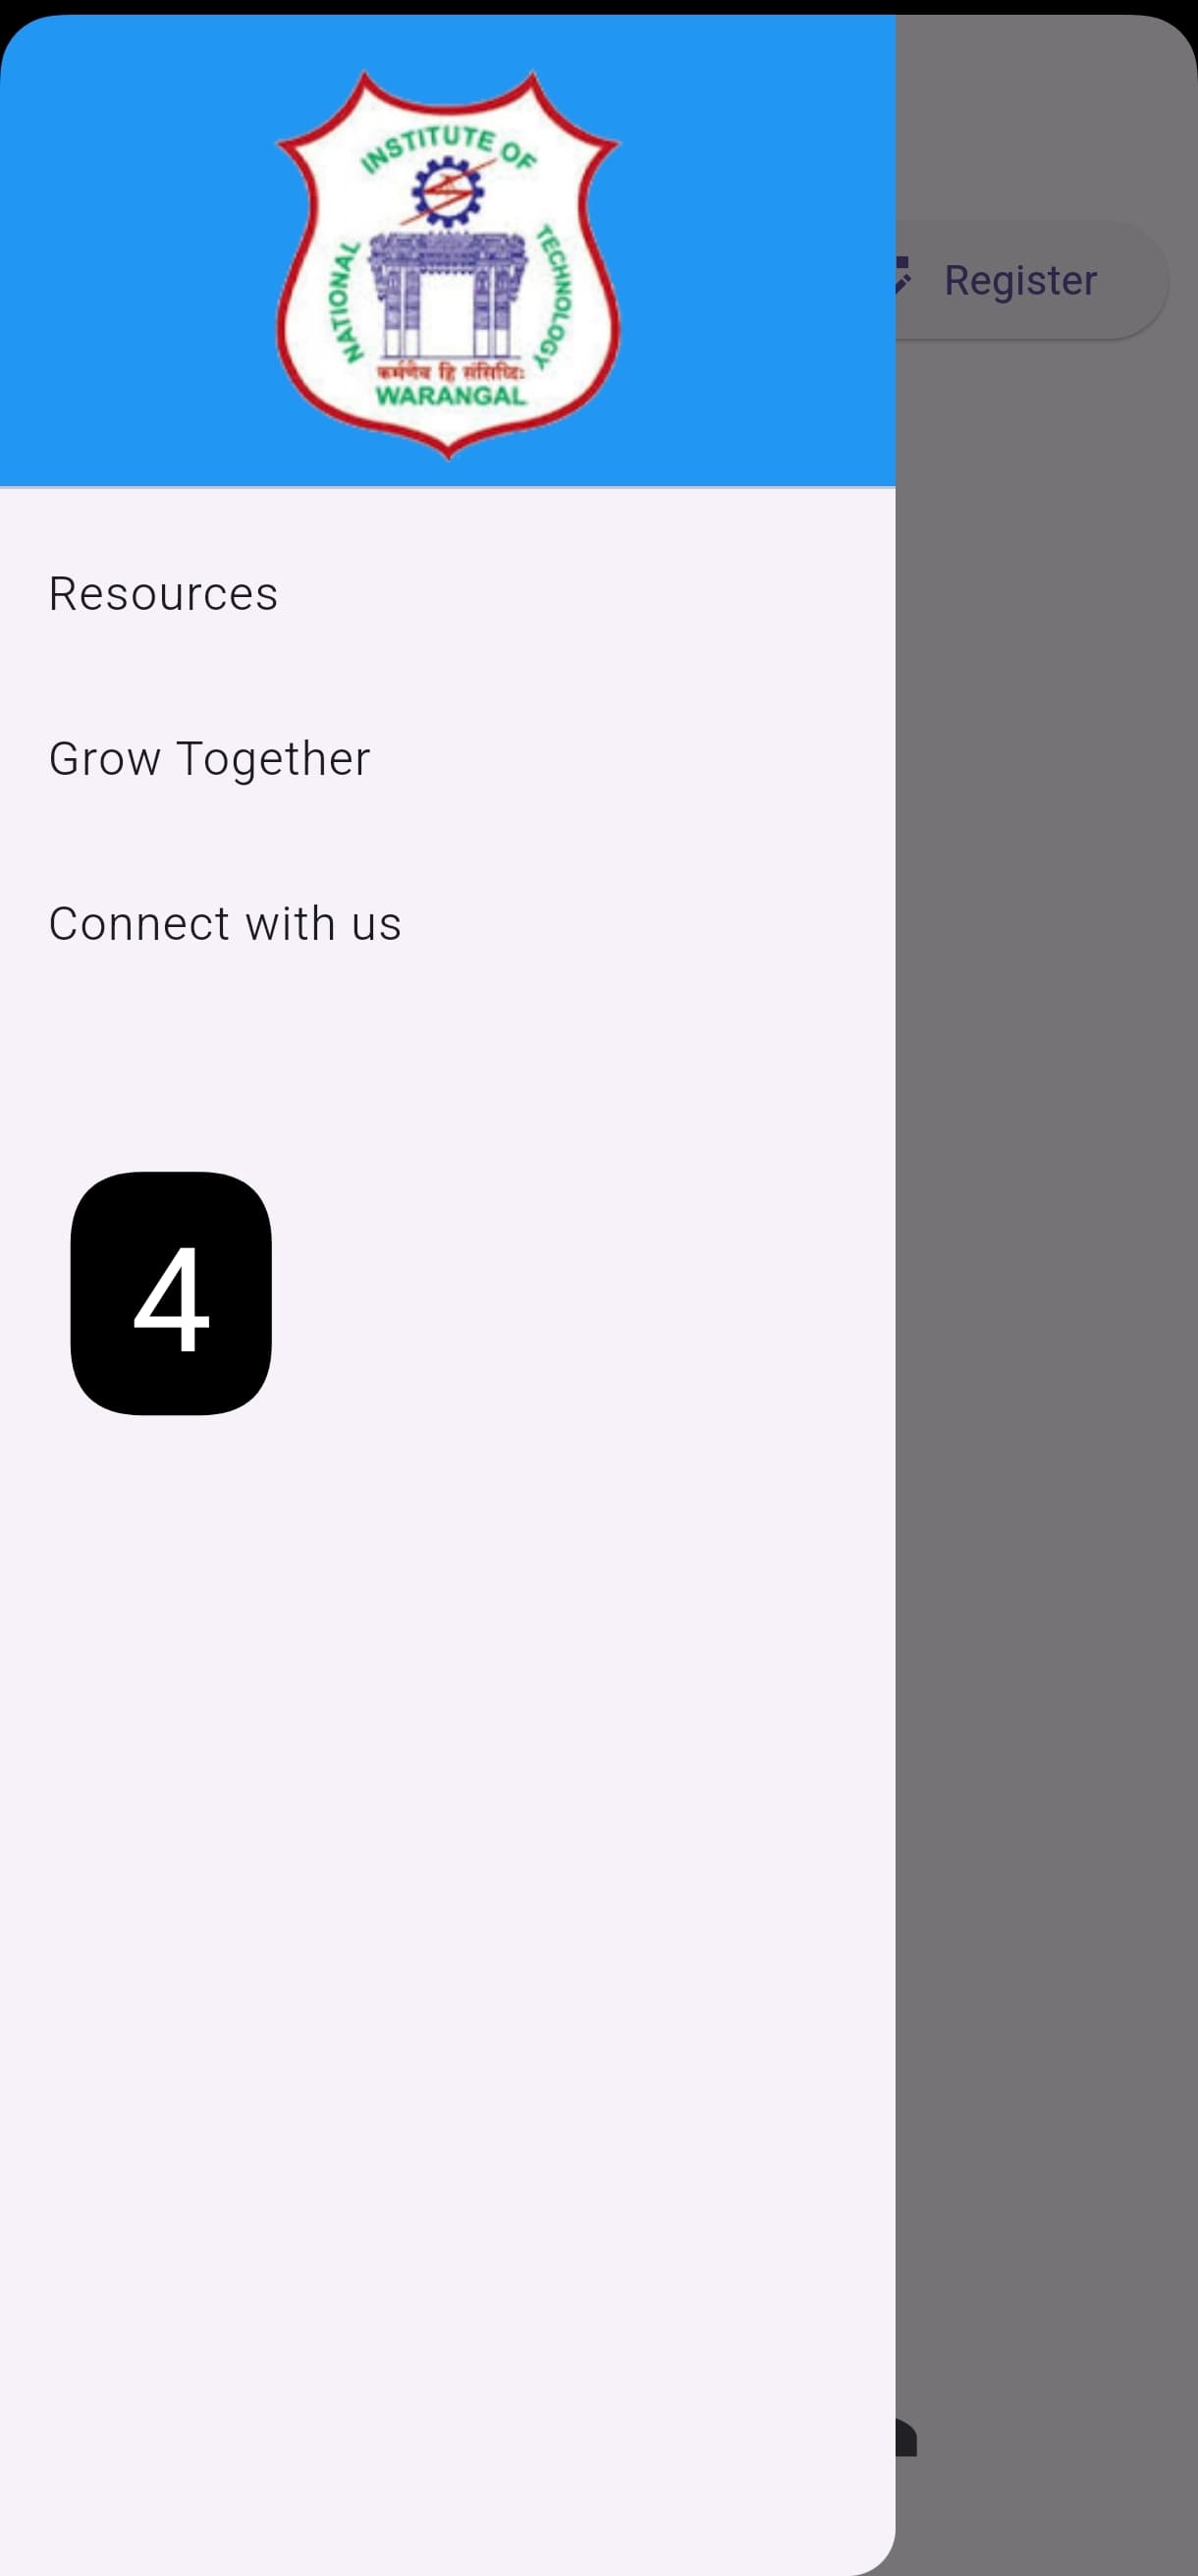 INSTITUTE OF
NATIONAL
TECHNOLOGY
कर्मणैव हि संसिद्धिः
WARANGAL
Register
Resources
Grow Together
Connect with us
4